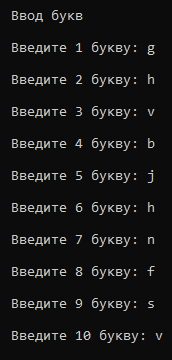 Ввод букв
Введите 1 букву: g
Введите 2 букву: h
Введите 3 букву: v
Введите 4 букву: b
Введите 5 букву: j
Введите 6 букву: h
Введите 7 букву: n
Введите 8 букву: f
Введите 9 букву: s
Введите 10 букву: v